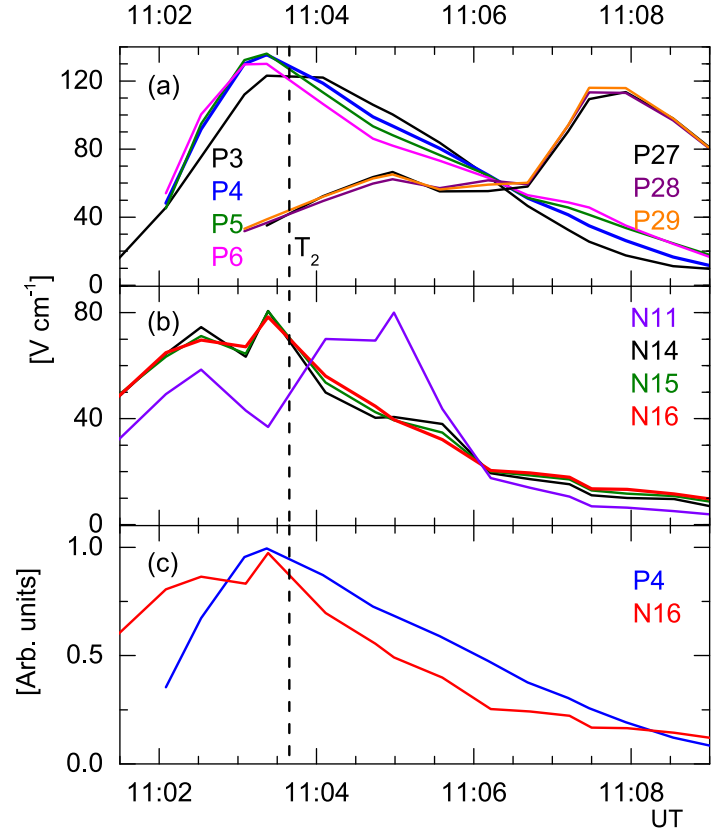 11:02 11:04 11:06 11:08
(a)
120
80
40
0
P3
P4
P5
P6
P27
P28
P29
T2
[V cm-1]
(b)
80
40
0
N11
N14
N15
N16
(c)
1.0
0.5
0.0
[Arb. units]
P4
N16
11:02 11:04 11:06 11:08
UT